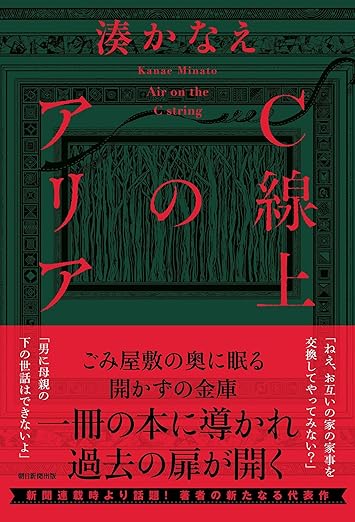 湊かなえ
Kanae Minato
Air on the
C string
C線上
の
アリア
「ねえ、お互いの家の家事を
交換してやってみない？」
ごみ屋敷の奥に眠る
開かずの金庫
一冊の本に導かれ
過去の扉が開く
「男に母親の
下の世話はできないよ」
朝日新聞出版
新聞連載時より話題！ 著者の新たなる代表作